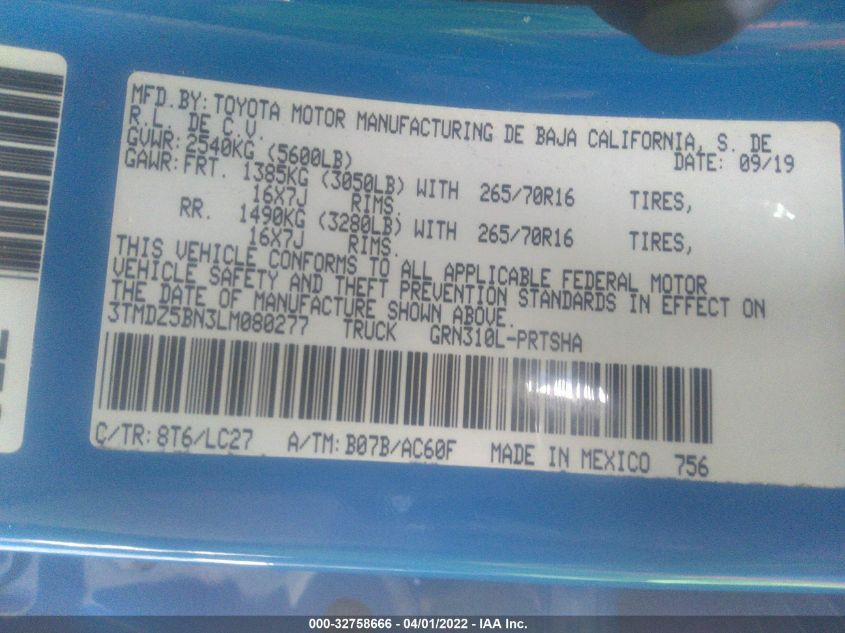 MFD.BY: TOYOTA MOTOR MANUFACTURING DE BAJA CALIFORNIA, S. DE
R.L. DE C.V. DATE: 09/19
GVWR: 2540KG (5600LB)
GAWR: FRT. 1385KG (3050LB) WITH 265/70R16 TIRES,
16X7J RIMS.
RR. 1490KG (3280LB) WITH 265/70R16 TIRES,
16X7J RIMS.
THIS VEHICLE CONFORMS TO ALL APPLICABLE FEDERAL MOTOR
VEHICLE SAFETY AND THEFT PREVENTION STANDARDS IN EFFECT ON
THE DATE OF MANUFACTURE SHOWN ABOVE.
3TMDZ5BN3LM080277 TRUCK GRN310L-PRTSHA
C/TR: 8T6/LC27 A/TM: B07B/AC60F MADE IN MEXICO 756
000-32758666 - 04/01/2022 - IAA Inc.